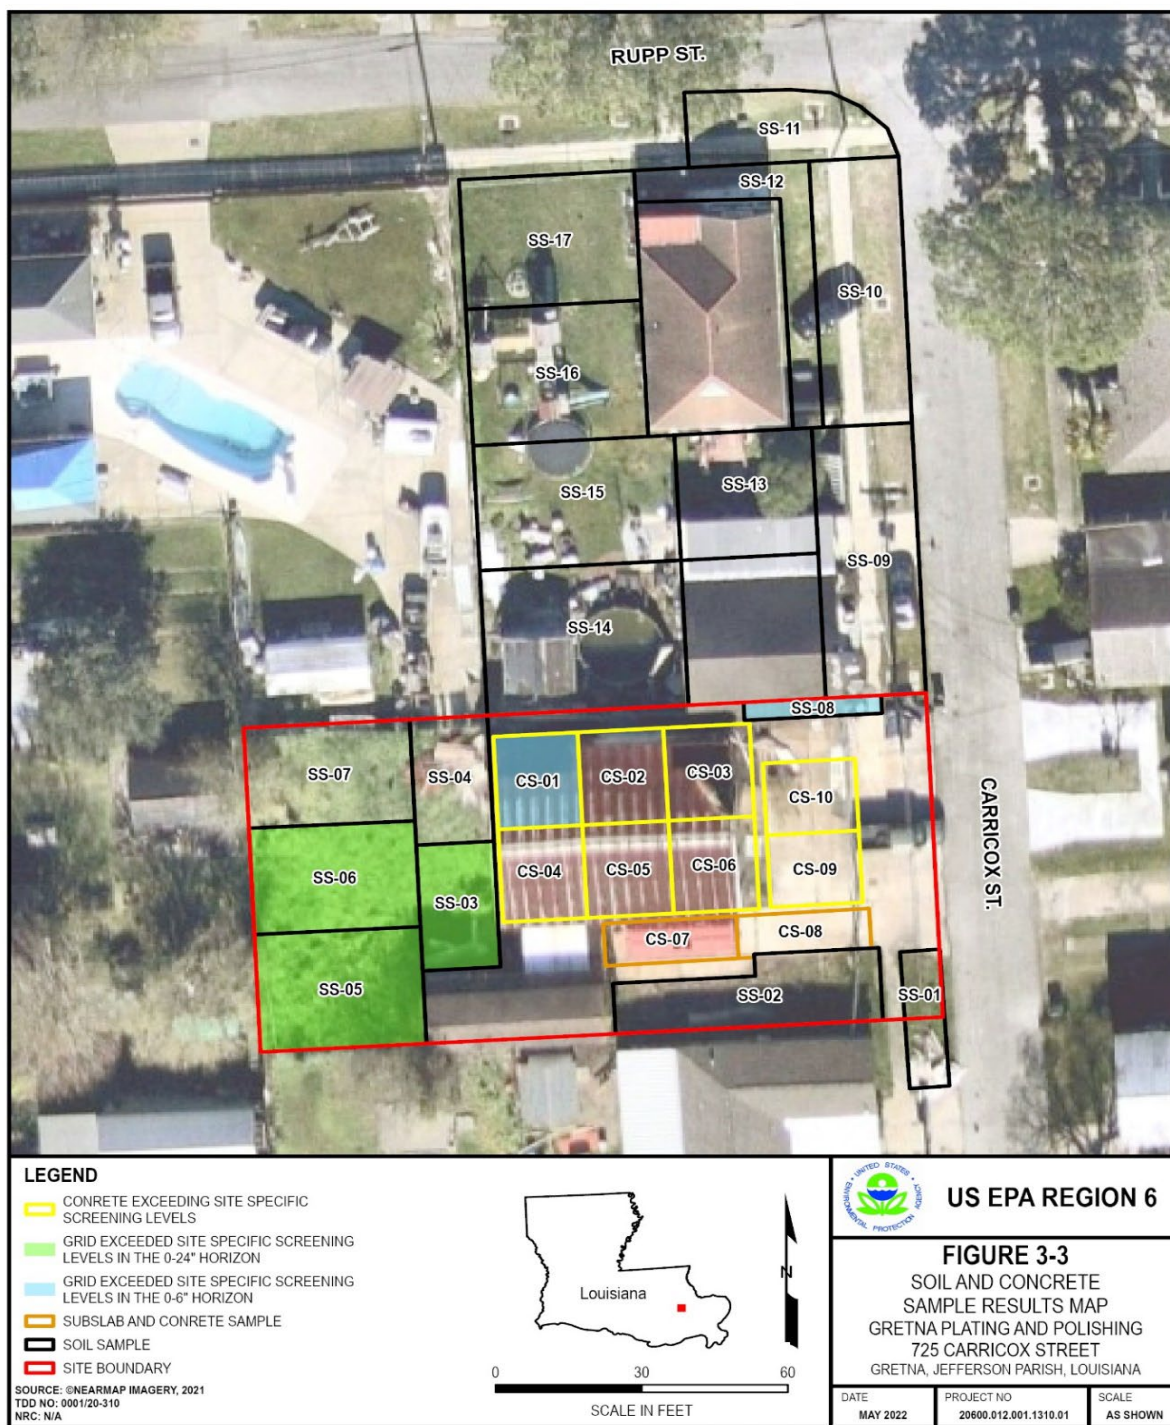 RUPP ST.
SS-11
SS-12
SS-17
SS-10
SS-16
SS-13
SS-15
SS-09
SS-14
SS-08
SS-07
SS-04
CS-01
CS-02
CS-03
CS-10
CARRICOX ST.
SS-06
SS-03
CS-04
CS-05
CS-06
CS-09
CS-07
CS-08
SS-05
SS-02
SS-01
LEGEND
CONRETE EXCEEDING SITE SPECIFIC
SCREENING LEVELS
GRID EXCEEDED SITE SPECIFIC SCREENING
LEVELS IN THE 0-24" HORIZON
GRID EXCEEDED SITE SPECIFIC SCREENING
LEVELS IN THE 0-6" HORIZON
SUBSLAB AND CONRETE SAMPLE
SOIL SAMPLE
SITE BOUNDARY
SOURCE: ©NEARMAP IMAGERY, 2021
TDD NO: 0001/20-310
NRC: N/A
Louisiana
N
0 30 60
SCALE IN FEET
UNITED STATES
ENVIRONMENTAL PROTECTION AGENCY
US EPA REGION 6
FIGURE 3-3
SOIL AND CONCRETE
SAMPLE RESULTS MAP
GRETNA PLATING AND POLISHING
725 CARRICOX STREET
GRETNA, JEFFERSON PARISH, LOUISIANA
DATE
MAY 2022
PROJECT NO
20600.012.001.1310.01
SCALE
AS SHOWN